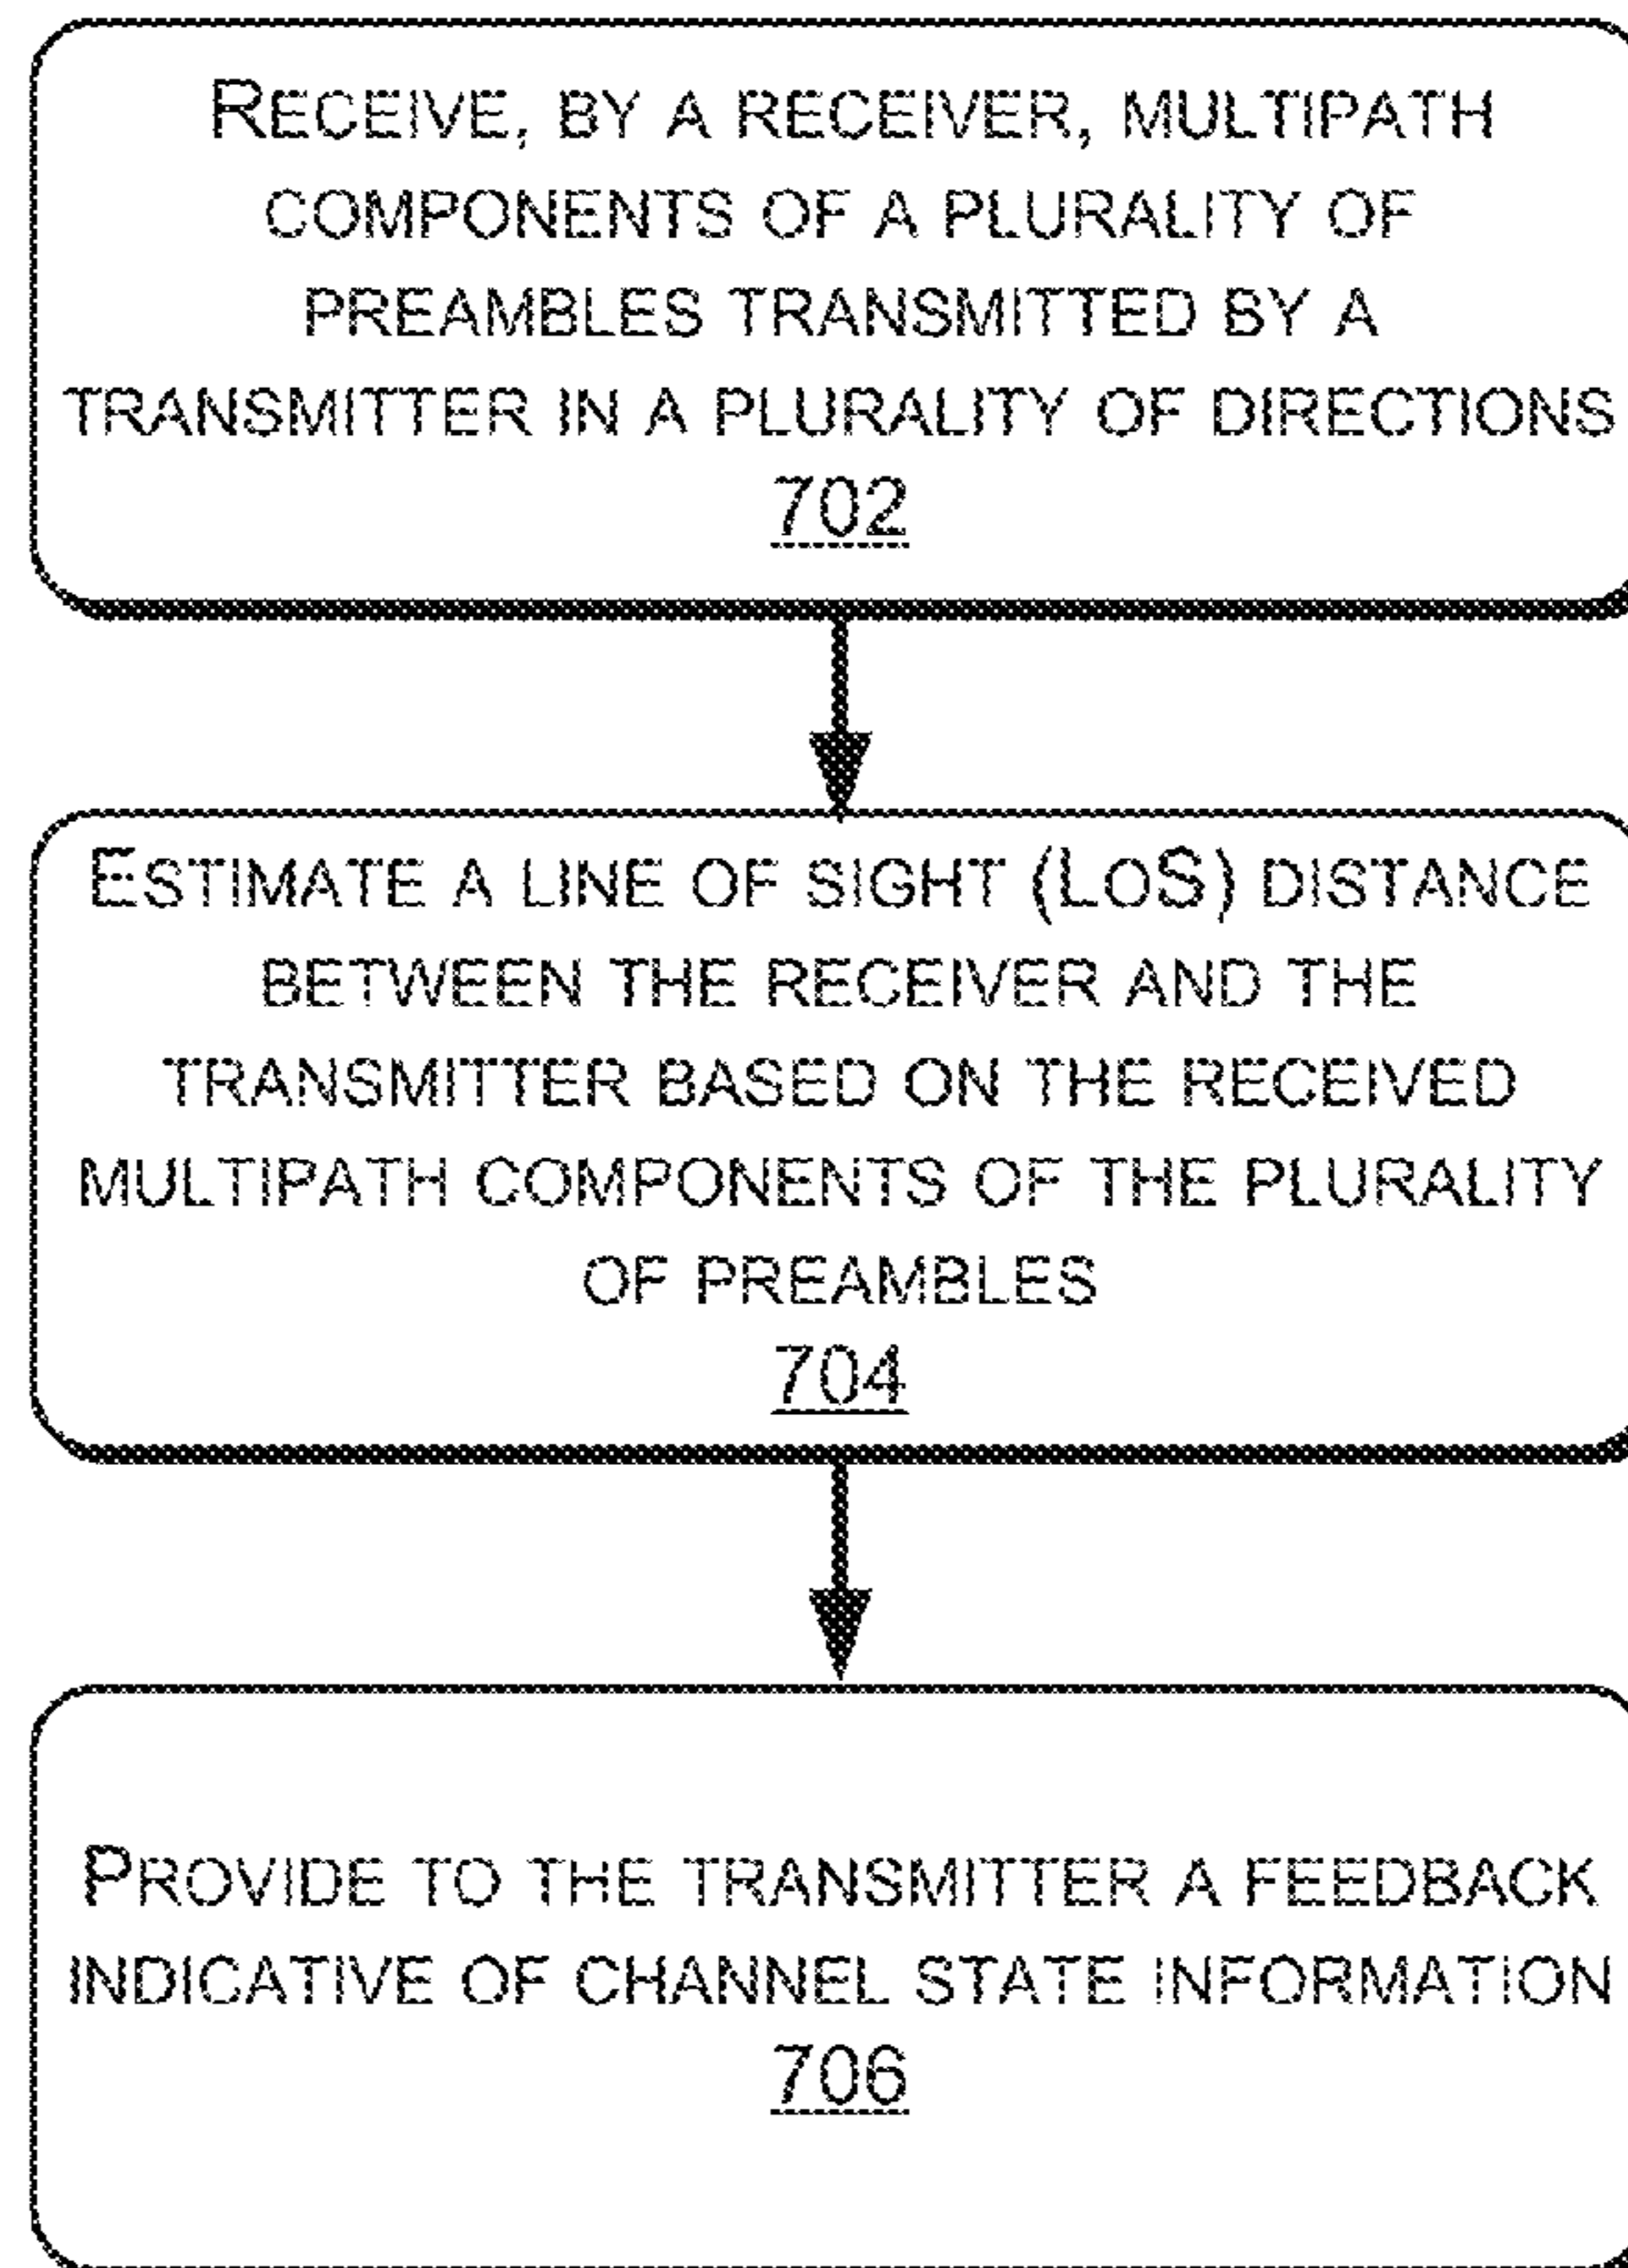 RECEIVE, BY A RECEIVER, MULTIPATH
COMPONENTS OF A PLURALITY OF
PREAMBLES TRANSMITTED BY A
TRANSMITTER IN A PLURALITY OF DIRECTIONS
702
ESTIMATE A LINE OF SIGHT (LOS) DISTANCE
BETWEEN THE RECEIVER AND THE
TRANSMITTER BASED ON THE RECEIVED
MULTIPATH COMPONENTS OF THE PLURALITY
OF PREAMBLES
704
PROVIDE TO THE TRANSMITTER A FEEDBACK
INDICATIVE OF CHANNEL STATE INFORMATION
706